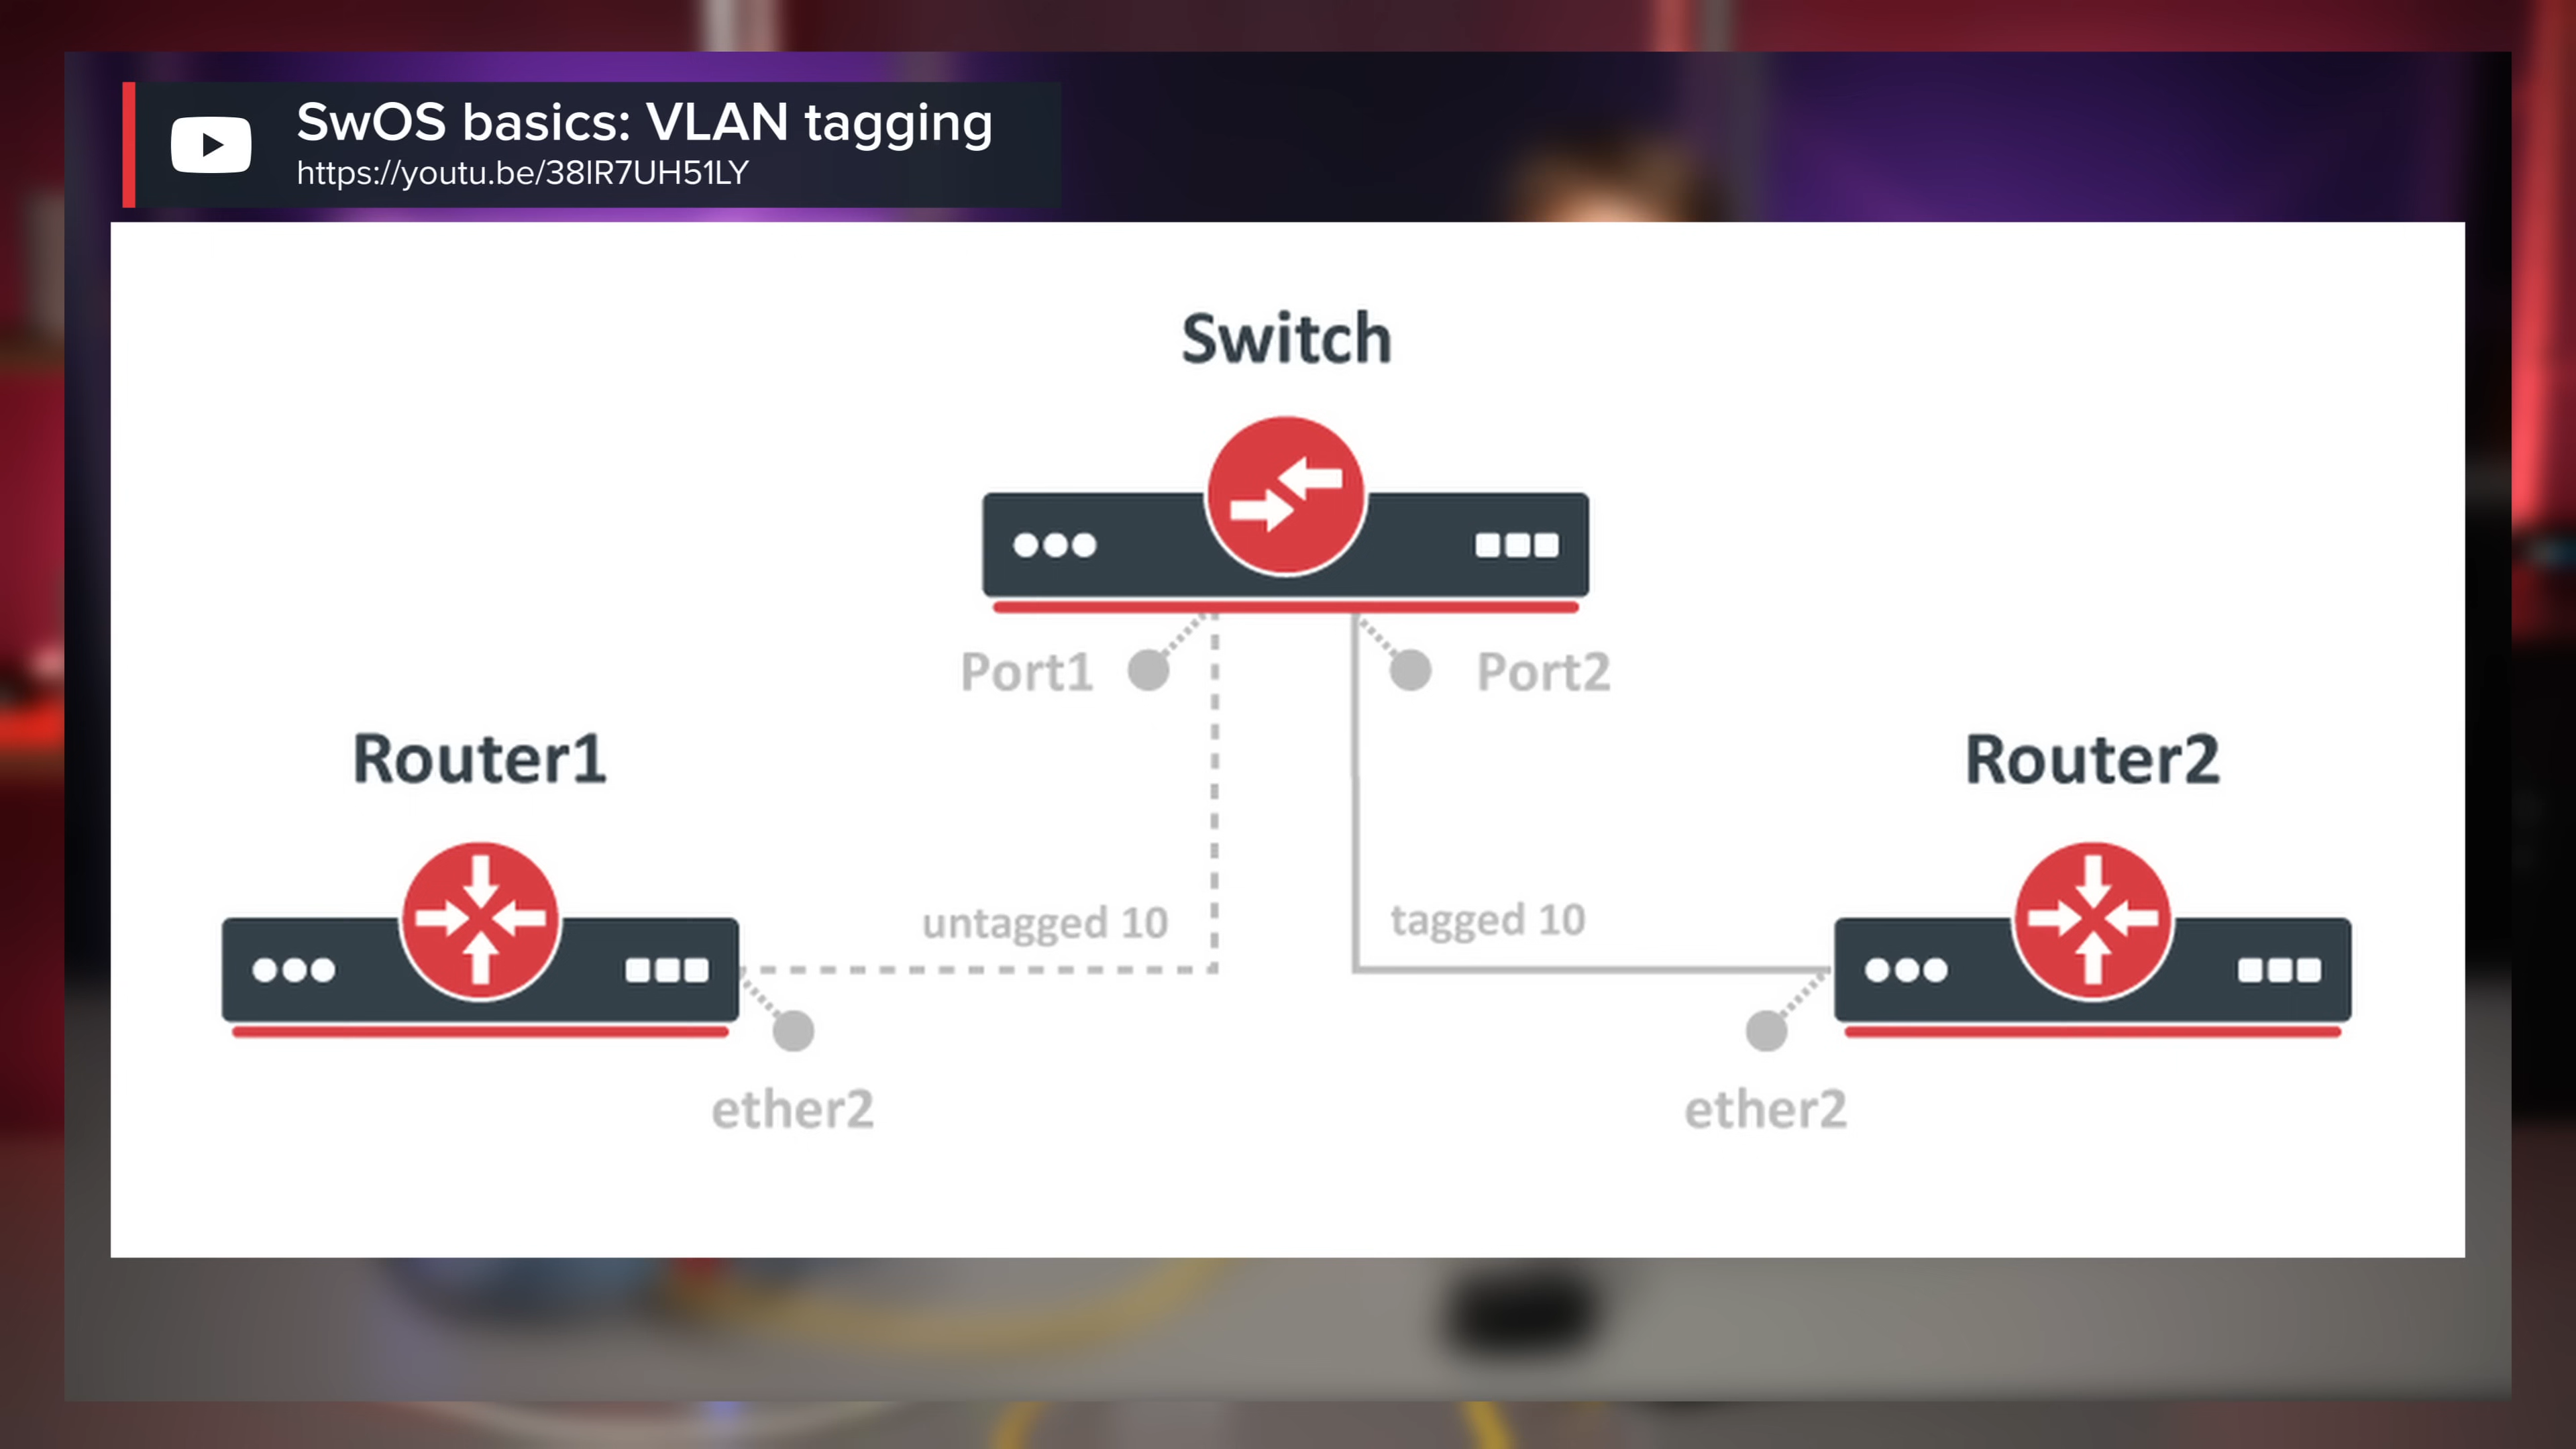 SwOS basics: VLAN tagging
https://youtu.be/38IR7UH51LY
Switch
Port1
Port2
Router1
Router2
untagged 10
tagged 10
ether2
ether2